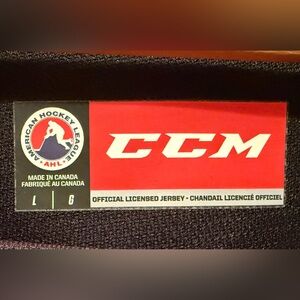 AMERICAN HOCKEY LEAGUE
• AHL •
CCM
MADE IN CANADA
FABRIQUÉ AU CANADA
L | G
OFFICIAL LICENSED JERSEY • CHANDAIL LICENCIÉ OFFICIEL